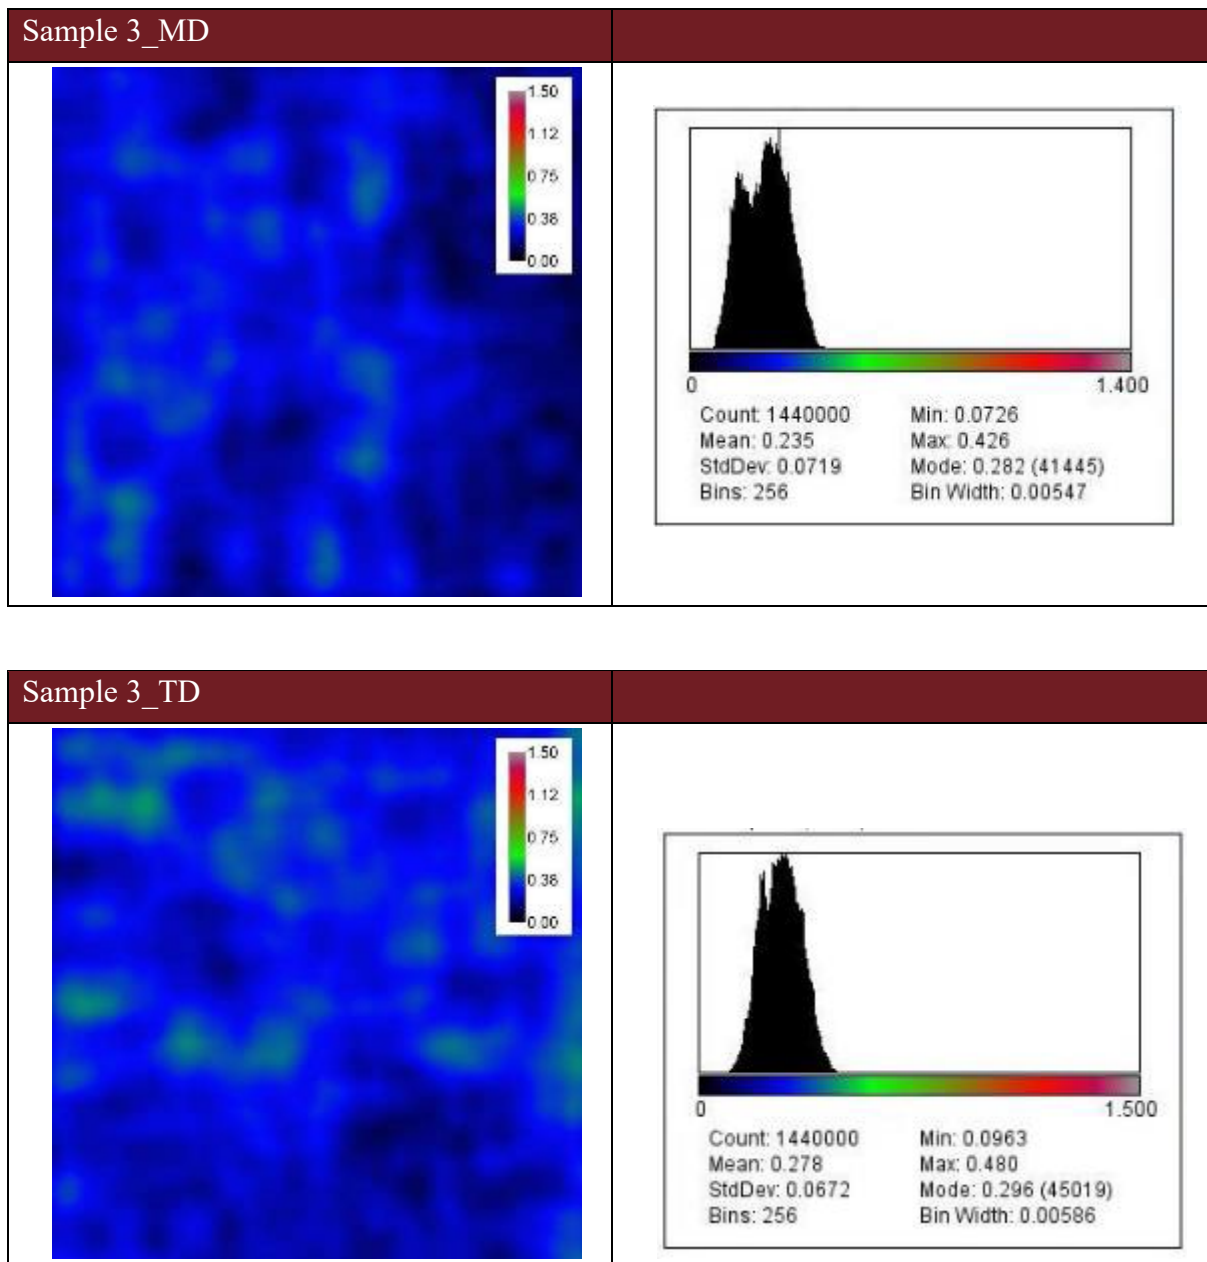 Sample 3_MD
1.50
1.12
0.75
0.38
0.00
0 1.400
Count: 1440000 Min: 0.0726
Mean: 0.235 Max: 0.426
StdDev: 0.0719 Mode: 0.282 (41445)
Bins: 256 Bin Width: 0.00547
Sample 3_TD
1.50
1.12
0.75
0.38
0.00
0 1.500
Count: 1440000 Min: 0.0963
Mean: 0.278 Max: 0.480
StdDev: 0.0672 Mode: 0.296 (45019)
Bins: 256 Bin Width: 0.00586